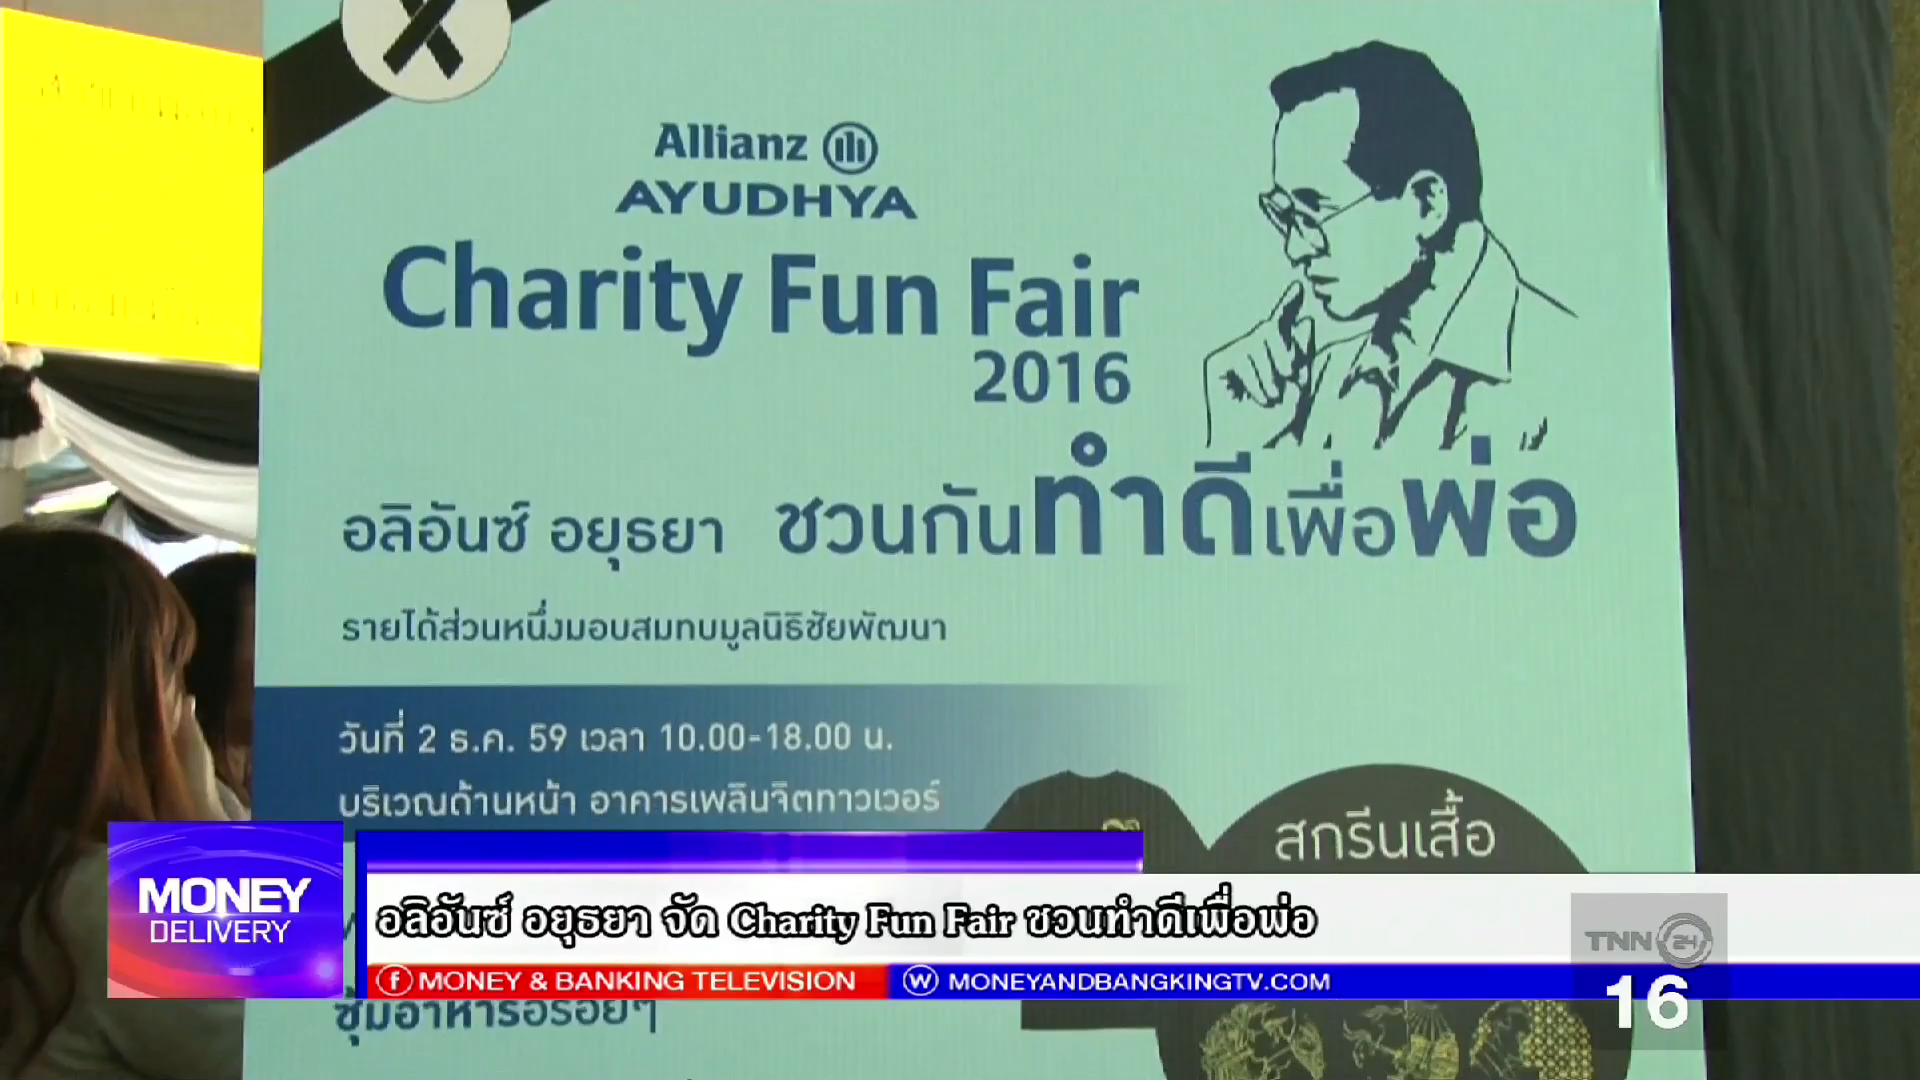 Allianz
AYUDHYA
Charity Fun Fair
2016
อลิอันซ์ อยุธยา ชวนกันทำดีเพื่อพ่อ
รายได้ส่วนหนึ่งมอบสมทบมูลนิธิชัยพัฒนา
วันที่ 2 ธ.ค. 59 เวลา 10.00-18.00 น.
บริเวณด้านหน้า อาคารเพลินจิตทาวเวอร์
สกรีนเสื้อ
MONEY
DELIVERY
อลิอันซ์ อยุธยา จัด Charity Fun Fair ชวนทำดีเพื่อพ่อ
TNN 24
MONEY & BANKING TELEVISION
W MONEYANDBANGKINGTV.COM
16
ซุ้มอาหารอร่อยๆ